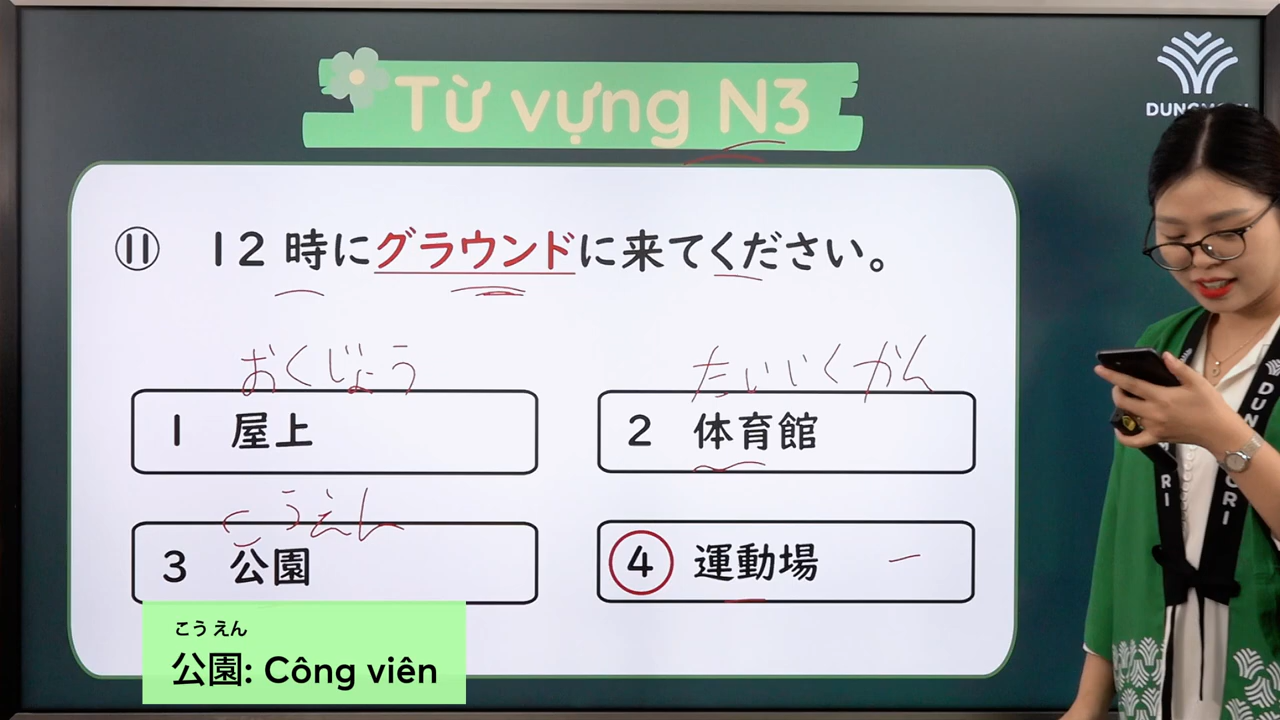 Từ vựng N3
DUNGMORI
⑪ 12時にグラウンドに来てください。
おくじょう
たいいくかん
1 屋上
2 体育館
こうえん
3 公園
4 運動場
こうえん
公園: Công viên